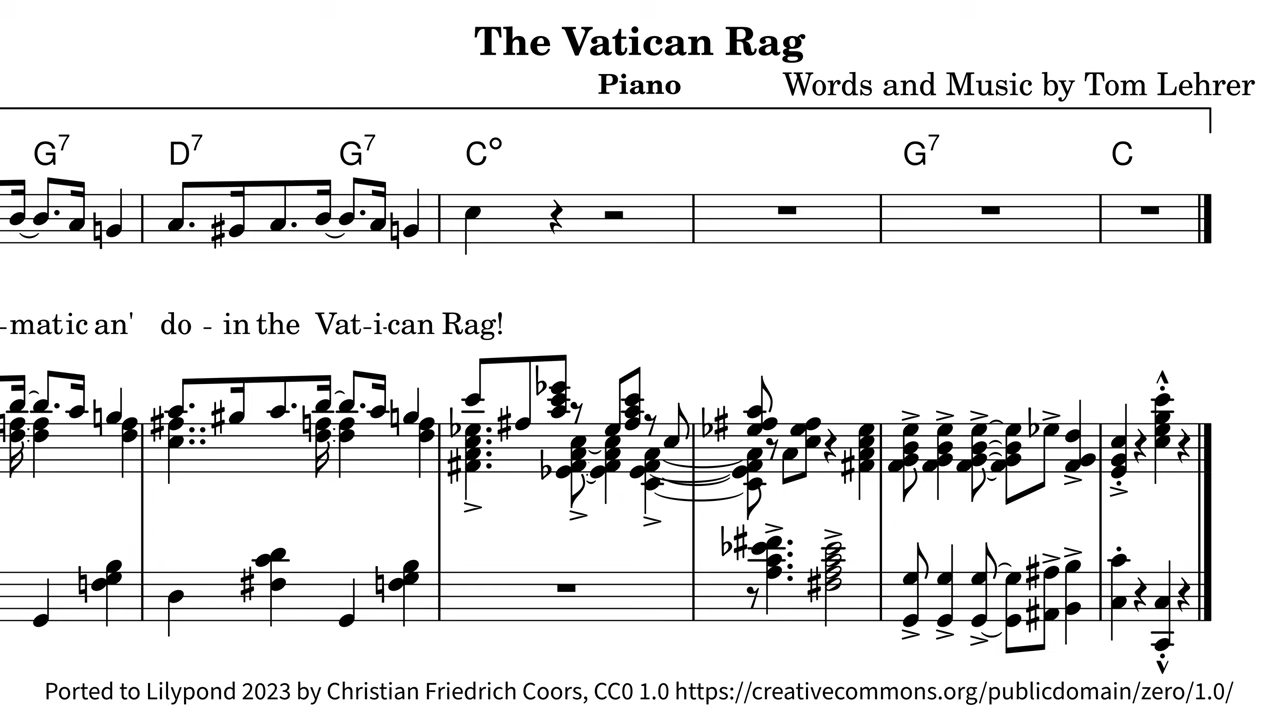 The Vatican Rag
Piano
Words and Music by Tom Lehrer
G7 D7 G7 C° G7 C
-matic an' do - in the Vat-i-can Rag!
Ported to Lilypond 2023 by Christian Friedrich Coors, CC0 1.0 https://creativecommons.org/publicdomain/zero/1.0/